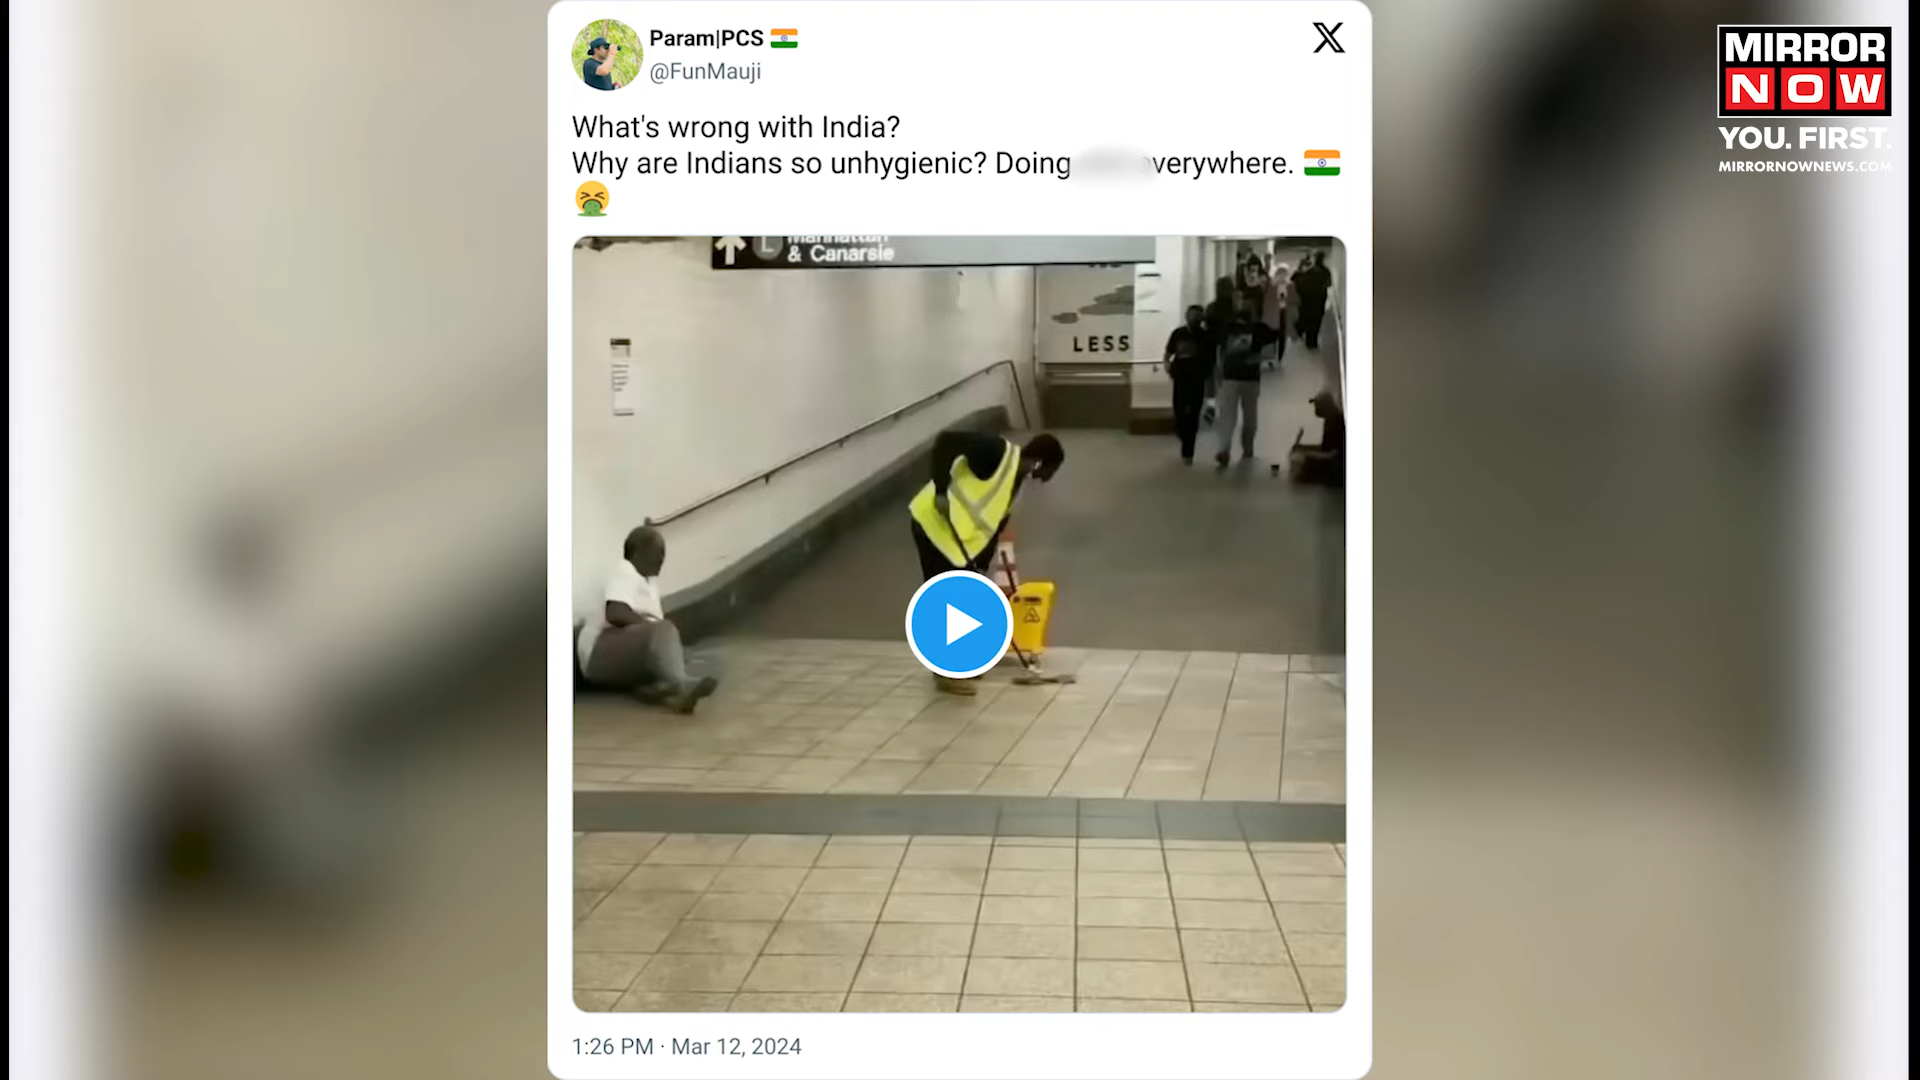 Param|PCS
@FunMauji
What's wrong with India?
Why are Indians so unhygienic? Doing verywhere.
L Manhattan
& Canarsie
LESS
1:26 PM · Mar 12, 2024
MIRROR
NOW
YOU. FIRST.
MIRRORNOWNEWS.COM